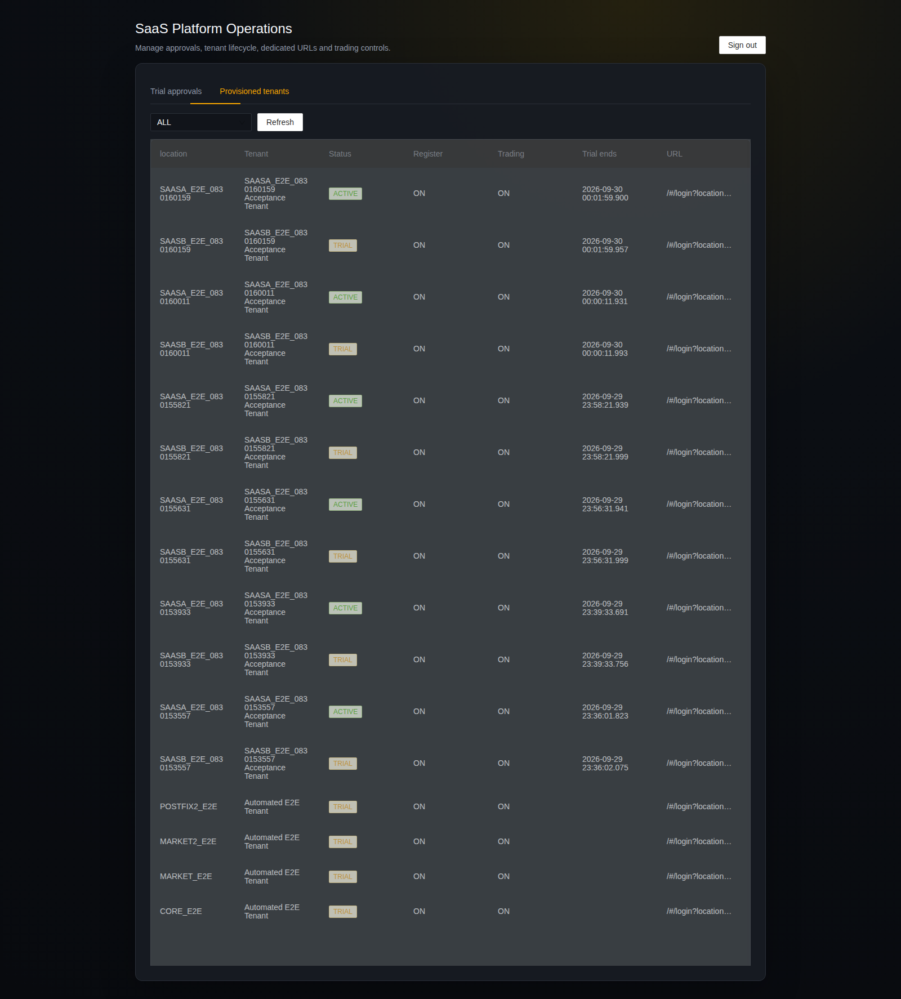 SaaS Platform Operations
Manage approvals, tenant lifecycle, dedicated URLs and trading controls.
Sign out
Trial approvals Provisioned tenants
ALL Refresh
location Tenant Status Register Trading Trial ends URL
SAASA_E2E_083
0160159
SAASA_E2E_083
0160159
Acceptance
Tenant
ACTIVE
ON
ON
2026-09-30
00:01:59.900
/#/login?location…
SAASB_E2E_083
0160159
SAASB_E2E_083
0160159
Acceptance
Tenant
TRIAL
ON
ON
2026-09-30
00:01:59.957
/#/login?location…
SAASA_E2E_083
0160011
SAASA_E2E_083
0160011
Acceptance
Tenant
ACTIVE
ON
ON
2026-09-30
00:00:11.931
/#/login?location…
SAASB_E2E_083
0160011
SAASB_E2E_083
0160011
Acceptance
Tenant
TRIAL
ON
ON
2026-09-30
00:00:11.993
/#/login?location…
SAASA_E2E_083
0155821
SAASA_E2E_083
0155821
Acceptance
Tenant
ACTIVE
ON
ON
2026-09-29
23:58:21.939
/#/login?location…
SAASB_E2E_083
0155821
SAASB_E2E_083
0155821
Acceptance
Tenant
TRIAL
ON
ON
2026-09-29
23:58:21.999
/#/login?location…
SAASA_E2E_083
0155631
SAASA_E2E_083
0155631
Acceptance
Tenant
ACTIVE
ON
ON
2026-09-29
23:56:31.941
/#/login?location…
SAASB_E2E_083
0155631
SAASB_E2E_083
0155631
Acceptance
Tenant
TRIAL
ON
ON
2026-09-29
23:56:31.999
/#/login?location…
SAASA_E2E_083
0153933
SAASA_E2E_083
0153933
Acceptance
Tenant
ACTIVE
ON
ON
2026-09-29
23:39:33.691
/#/login?location…
SAASB_E2E_083
0153933
SAASB_E2E_083
0153933
Acceptance
Tenant
TRIAL
ON
ON
2026-09-29
23:39:33.756
/#/login?location…
SAASA_E2E_083
0153557
SAASA_E2E_083
0153557
Acceptance
Tenant
ACTIVE
ON
ON
2026-09-29
23:36:01.823
/#/login?location…
SAASB_E2E_083
0153557
SAASB_E2E_083
0153557
Acceptance
Tenant
TRIAL
ON
ON
2026-09-29
23:36:02.075
/#/login?location…
POSTFIX2_E2E
Automated E2E
Tenant
TRIAL
ON
ON
/#/login?location…
MARKET2_E2E
Automated E2E
Tenant
TRIAL
ON
ON
/#/login?location…
MARKET_E2E
Automated E2E
Tenant
TRIAL
ON
ON
/#/login?location…
CORE_E2E
Automated E2E
Tenant
TRIAL
ON
ON
/#/login?location…